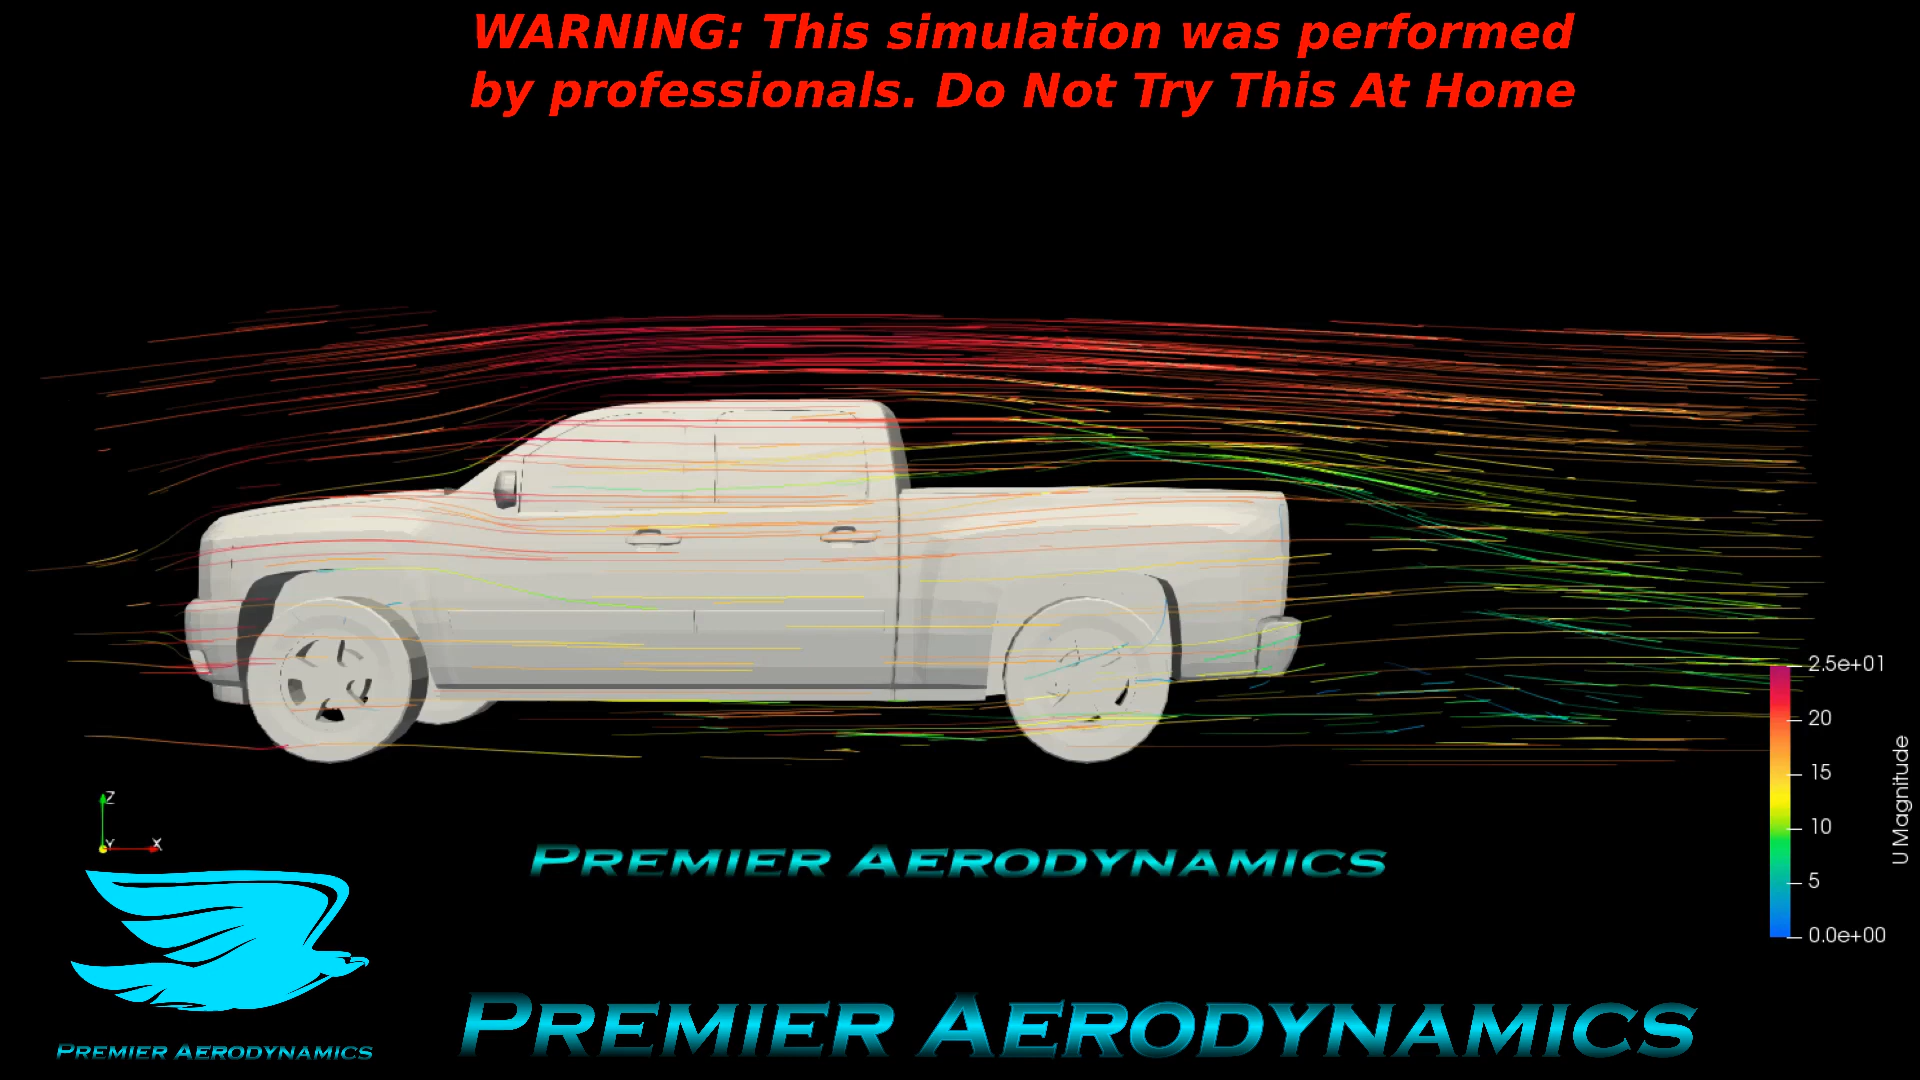 WARNING: This simulation was performed
by professionals. Do Not Try This At Home
2.5e+01
20
15
10
5
0.0e+00
U Magnitude
Z
Y
X
PREMIER AERODYNAMICS
PREMIER AERODYNAMICS
PREMIER AERODYNAMICS